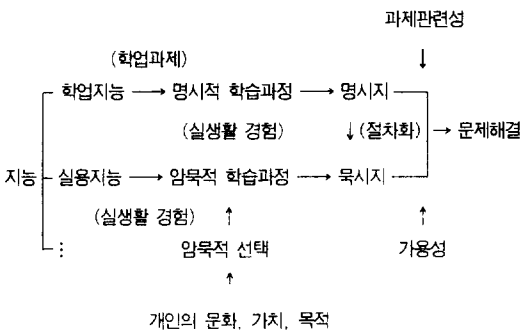 과제관련성
(학업과제)
학업지능 → 명시적 학습과정 → 명시지
(실생활 경험) ↓(절차화) → 문제해결
지능 실용지능 → 암묵적 학습과정 → 묵시지
(실생활 경험)
⋮ 암묵적 선택 가용성
개인의 문화, 가치, 목적